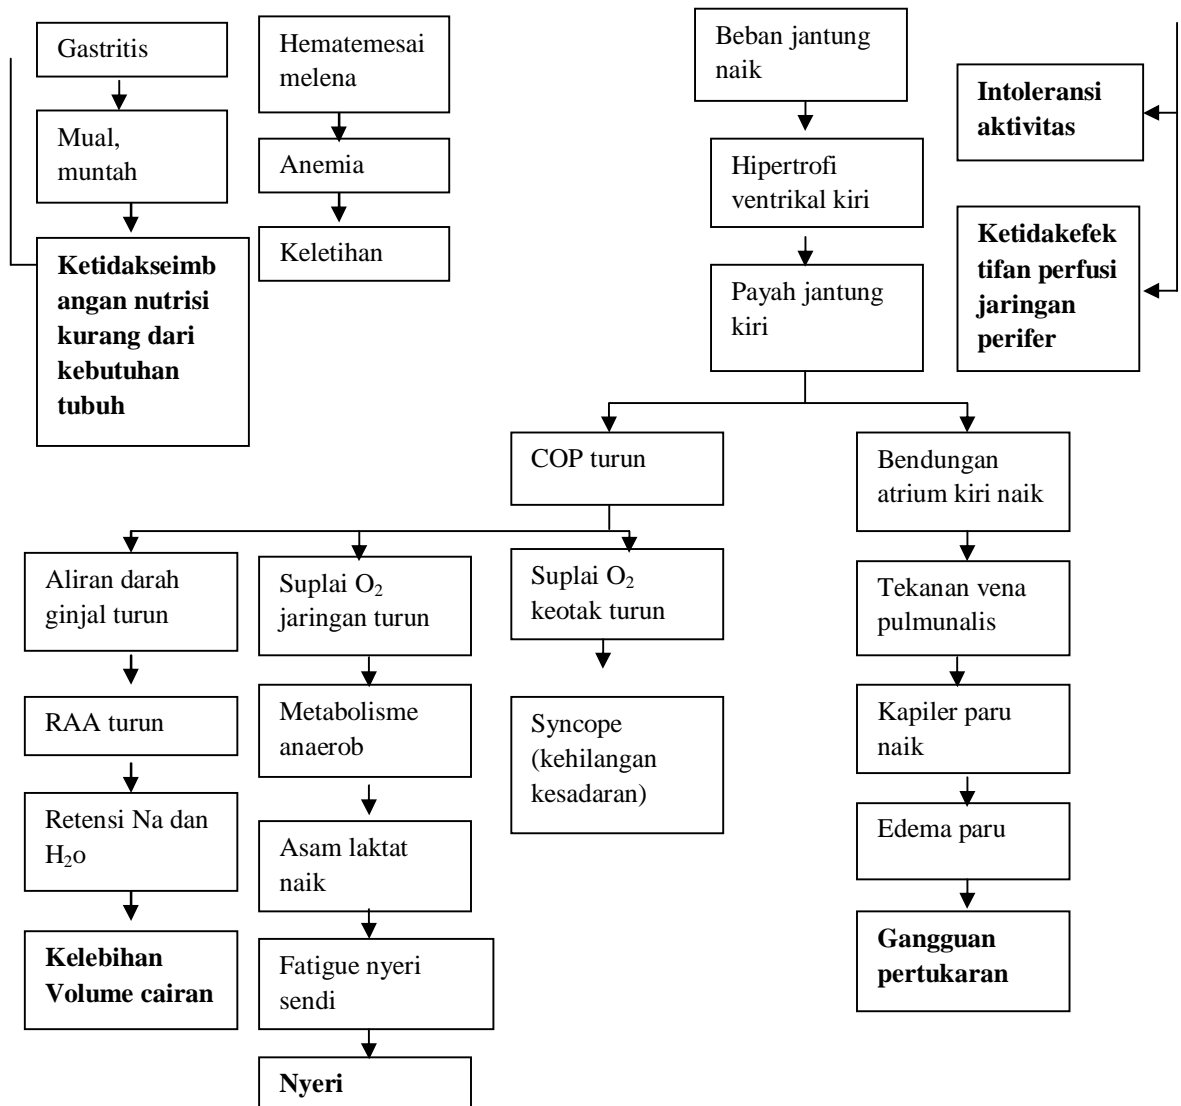 Gastritis
Mual,
muntah
Ketidakseimb
angan nutrisi
kurang dari
kebutuhan
tubuh
Hematemesai
melena
Anemia
Keletihan
Beban jantung
naik
Hipertrofi
ventrikal kiri
Payah jantung
kiri
Intoleransi
aktivitas
Ketidakefek
tifan perfusi
jaringan
perifer
COP turun
Bendungan
atrium kiri naik
Aliran darah
ginjal turun
RAA turun
Retensi Na dan
H₂o
Kelebihan
Volume cairan
Suplai O₂
jaringan turun
Metabolisme
anaerob
Asam laktat
naik
Fatigue nyeri
sendi
Nyeri
Suplai O₂
keotak turun
Syncope
(kehilangan
kesadaran)
Tekanan vena
pulmunalis
Kapiler paru
naik
Edema paru
Gangguan
pertukaran